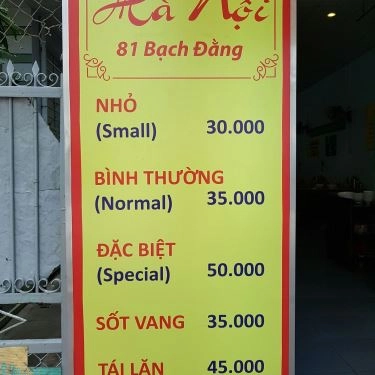 Hà Nội
81 Bạch Đằng
NHỎ
(Small) 30.000
BÌNH THƯỜNG
(Normal) 35.000
ĐẶC BIỆT
(Special) 50.000
SỐT VANG 35.000
TÁI LĂN 45.000